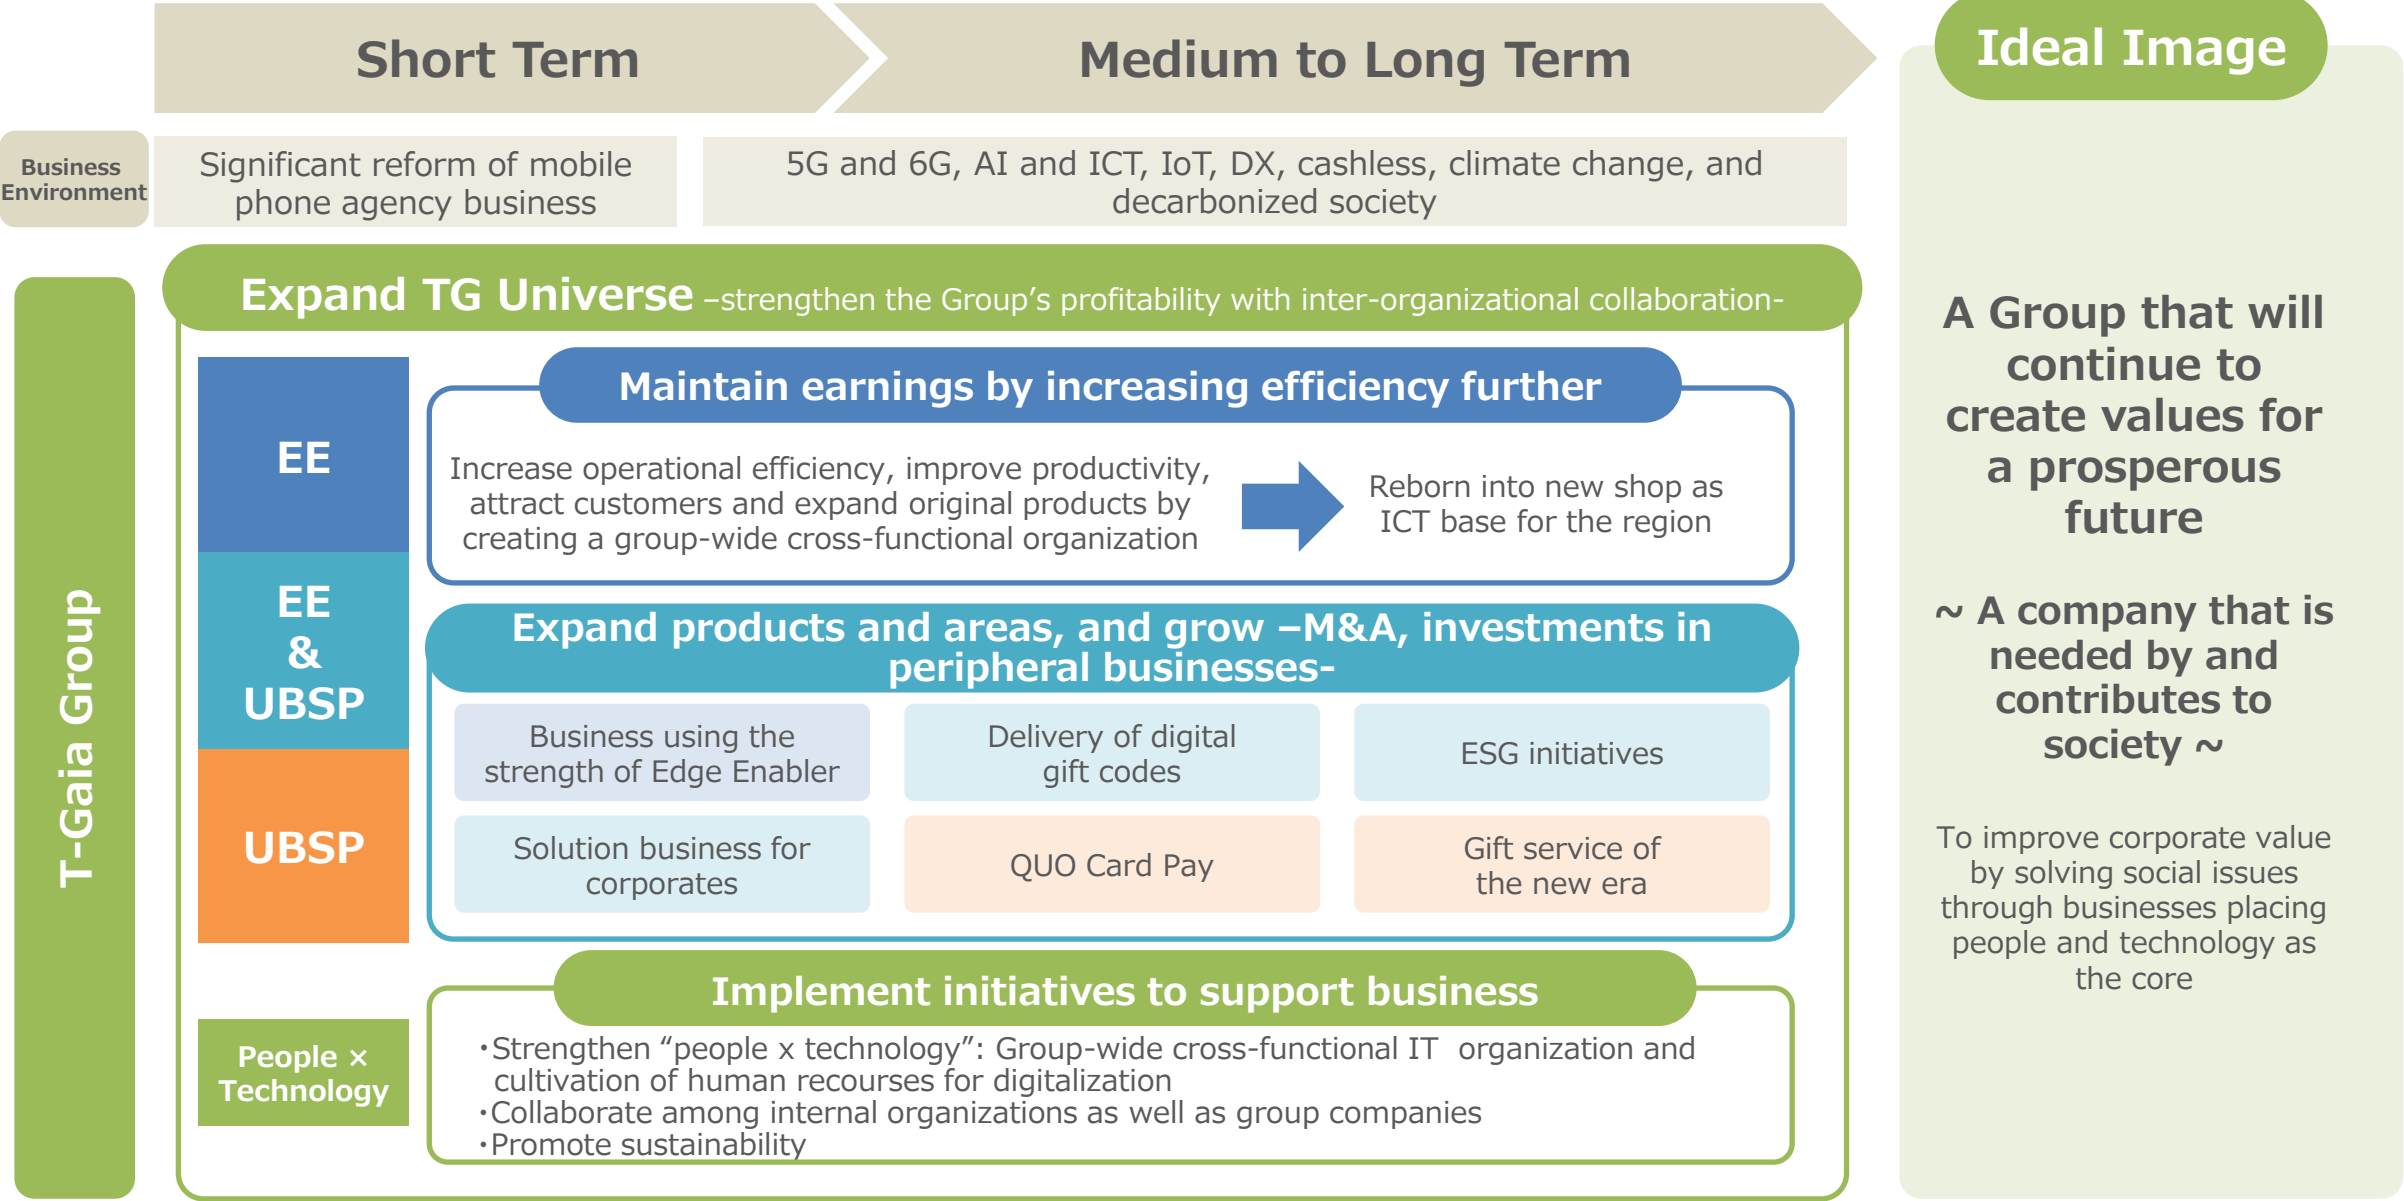 Short Term
Medium to Long Term
Ideal Image
Business
Environment
Significant reform of mobile
phone agency business
5G and 6G, AI and ICT, IoT, DX, cashless, climate change, and
decarbonized society
T-Gaia Group
Expand TG Universe –strengthen the Group’s profitability with inter-organizational collaboration-
EE
Maintain earnings by increasing efficiency further
Increase operational efficiency, improve productivity,
attract customers and expand original products by
creating a group-wide cross-functional organization
Reborn into new shop as
ICT base for the region
EE
&
UBSP
UBSP
Expand products and areas, and grow –M&A, investments in
peripheral businesses-
Business using the
strength of Edge Enabler
Delivery of digital
gift codes
ESG initiatives
Solution business for
corporates
QUO Card Pay
Gift service of
the new era
People ×
Technology
Implement initiatives to support business
・Strengthen “people x technology”: Group-wide cross-functional IT  organization and
cultivation of human recourses for digitalization
・Collaborate among internal organizations as well as group companies
・Promote sustainability
A Group that will
continue to
create values for
a prosperous
future
~ A company that is
needed by and
contributes to
society ~
To improve corporate value
by solving social issues
through businesses placing
people and technology as
the core